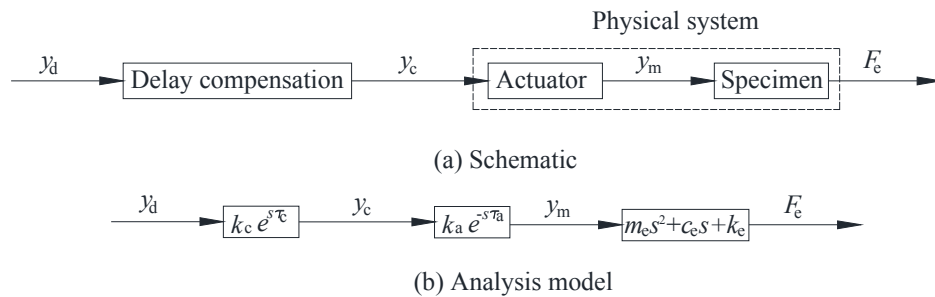 Physical system
y_d y_c y_m F_e
Delay compensation Actuator Specimen
(a) Schematic
y_d y_c y_m F_e
k_c e^{sτ_c} k_a e^{-sτ_a} m_e s²+c_e s+k_e
(b) Analysis model